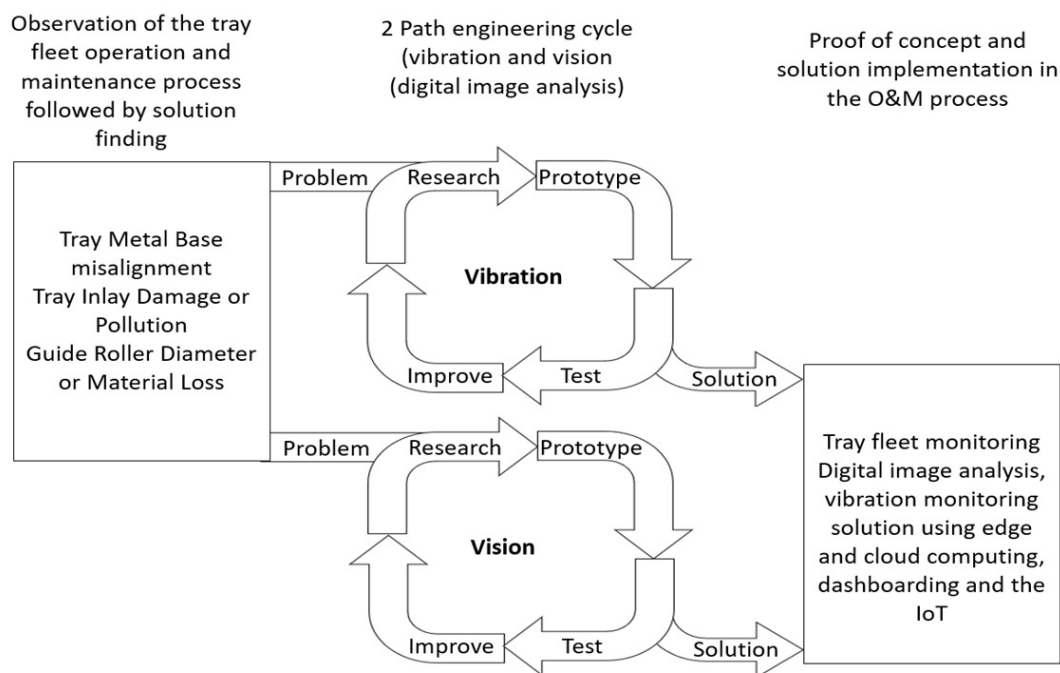 Observation of the tray
fleet operation and
maintenance process
followed by solution
finding
2 Path engineering cycle
(vibration and vision
(digital image analysis)
Proof of concept and
solution implementation in
the O&M process
Tray Metal Base
misalignment
Tray Inlay Damage or
Pollution
Guide Roller Diameter
or Material Loss
Problem
Research
Prototype
Vibration
Improve
Test
Solution
Problem
Research
Prototype
Vision
Improve
Test
Solution
Tray fleet monitoring
Digital image analysis,
vibration monitoring
solution using edge
and cloud computing,
dashboarding and the
IoT